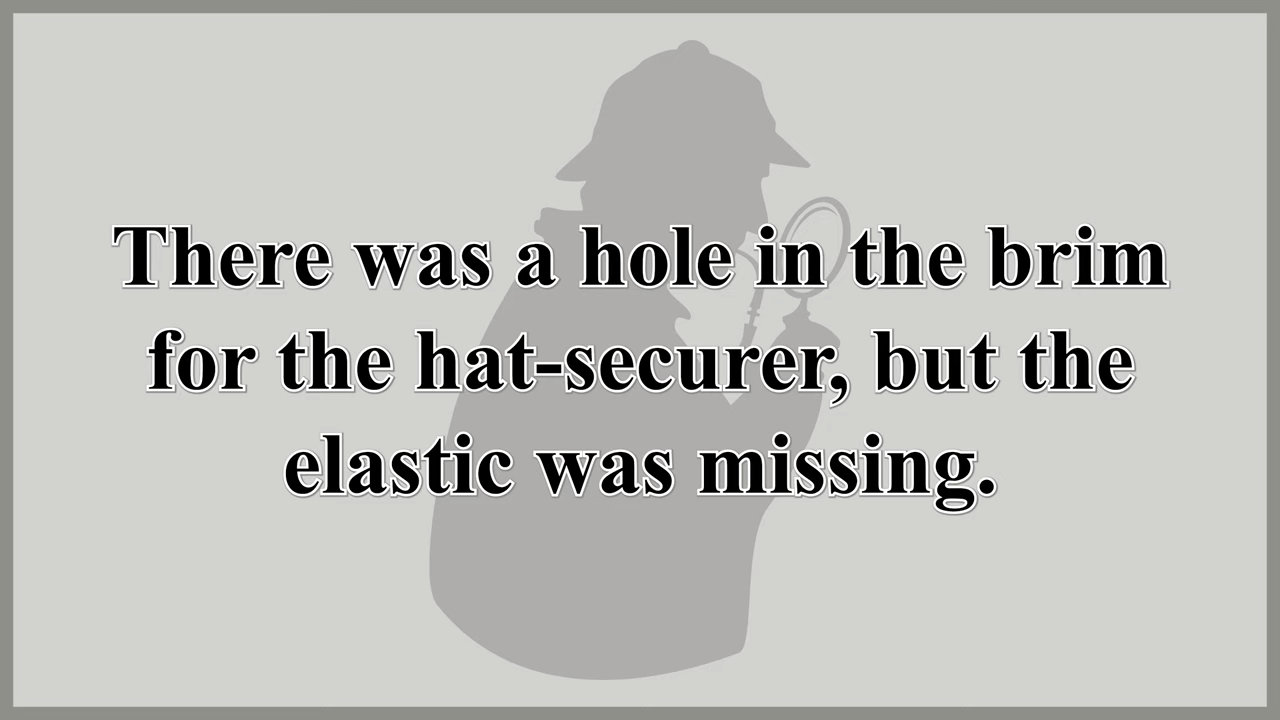 There was a hole in the brim
for the hat-securer, but the
elastic was missing.